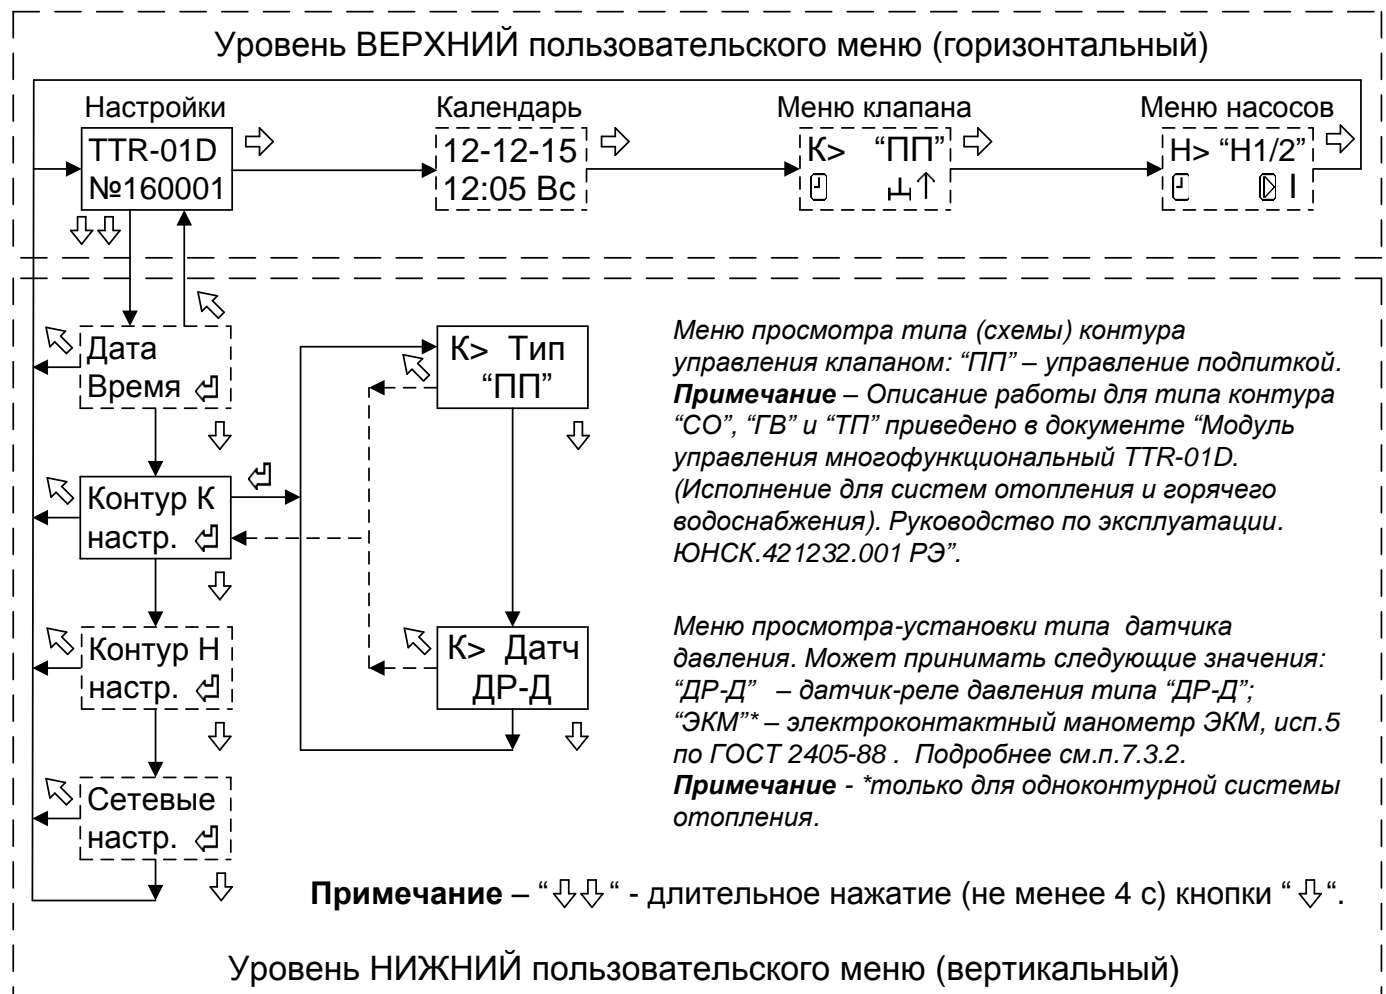 Уровень ВЕРХНИЙ пользовательского меню (горизонтальный)
Настройки
TTR-01D
№160001
Календарь
12-12-15
12:05 Вс
Меню клапана
К> “ПП”
Меню насосов
Н> “Н1/2”
I
Дата
Время
Контур К
настр.
Контур Н
настр.
Сетевые
настр.
К> Тип
“ПП”
К> Датч
ДР-Д
Меню просмотра типа (схемы) контура
управления клапаном: “ПП” – управление подпиткой.
Примечание – Описание работы для типа контура
“СО”, “ГВ” и “ТП” приведено в документе “Модуль
управления многофункциональный TTR-01D.
(Исполнение для систем отопления и горячего
водоснабжения). Руководство по эксплуатации.
ЮНСК.421232.001 РЭ”.
Меню просмотра-установки типа датчика
давления. Может принимать следующие значения:
“ДР-Д” – датчик-реле давления типа “ДР-Д”;
“ЭКМ”* – электроконтактный манометр ЭКМ, исп.5
по ГОСТ 2405-88 . Подробнее см.п.7.3.2.
Примечание - *только для одноконтурной системы
отопления.
Примечание – “⇩⇩“ - длительное нажатие (не менее 4 с) кнопки “⇩“.
Уровень НИЖНИЙ пользовательского меню (вертикальный)